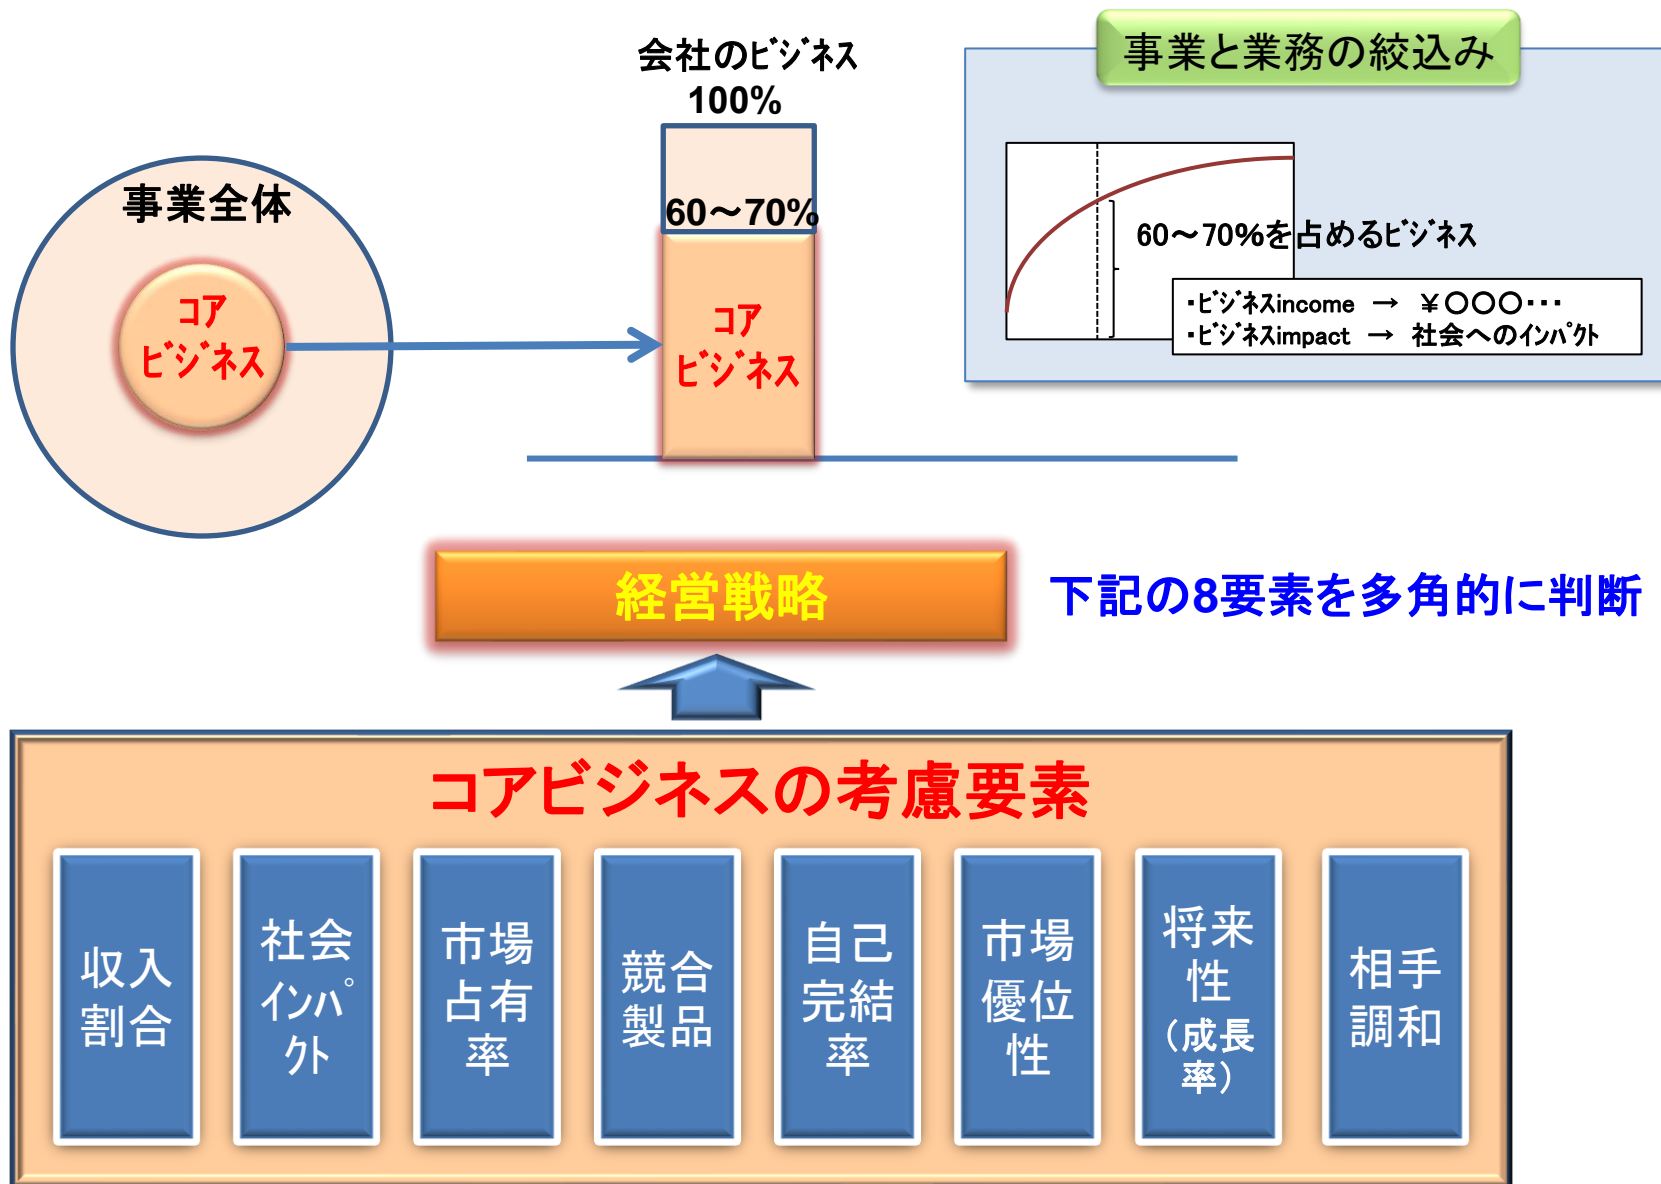 会社のﾋﾞｼﾞﾈｽ
100%
事業と業務の絞込み
事業全体
60～70%
コア
ﾋﾞｼﾞﾈｽ
コア
ﾋﾞｼﾞﾈｽ
60～70%を占めるﾋﾞｼﾞﾈｽ
・ﾋﾞｼﾞﾈｽincome → ￥〇〇〇・・・
・ﾋﾞｼﾞﾈｽimpact → 社会へのｲﾝﾊﾟｸﾄ
経営戦略
下記の8要素を多角的に判断
コアビジネスの考慮要素
収入
割合
社会
ｲﾝﾊﾟ
ｸﾄ
市場
占有
率
競合
製品
自己
完結
率
市場
優位
性
将来
性
（成長
率）
相手
調和